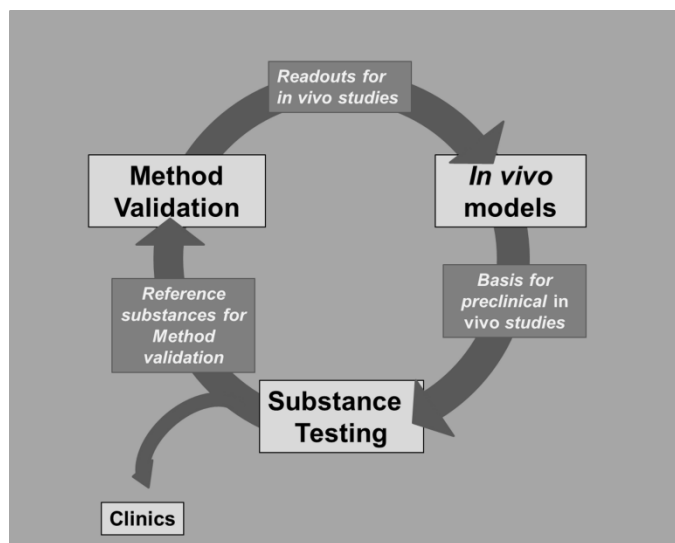 Readouts for
in vivo studies
Method
Validation
In vivo
models
Basis for
preclinical in
vivo studies
Reference
substances for
Method
validation
Substance
Testing
Clinics